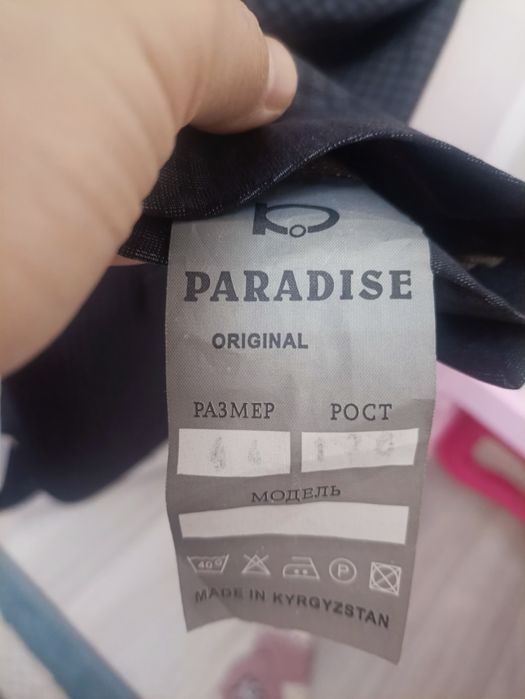 PARADISE
ORIGINAL
РАЗМЕР РОСТ
МОДЕЛЬ
40°
P
MADE IN KYRGYZSTAN